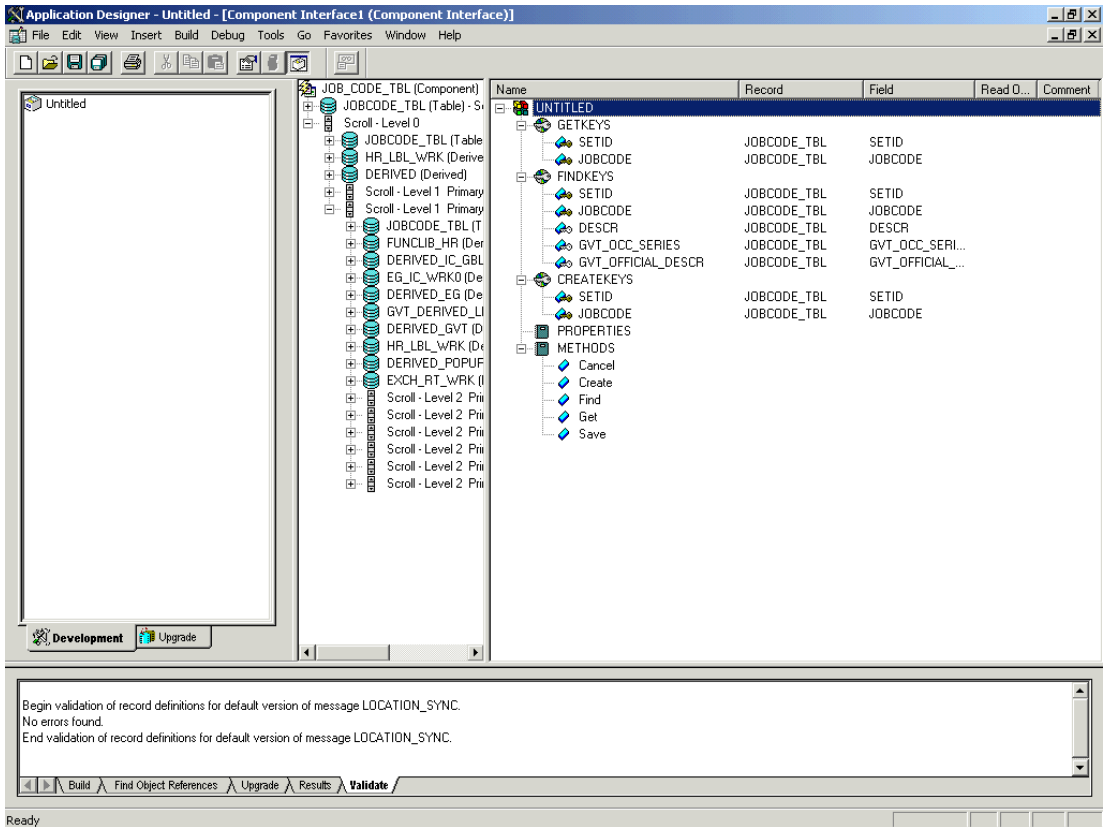 Application Designer - Untitled - [Component Interface1 (Component Interface)]
File Edit View Insert Build Debug Tools Go Favorites Window Help
Untitled
Development
Upgrade
JOB_CODE_TBL (Component)
JOBCODE_TBL (Table) - S
Scroll - Level 0
JOBCODE_TBL (Table
HR_LBL_WRK (Derive
DERIVED (Derived)
Scroll - Level 1 Primary
Scroll - Level 1 Primary
JOBCODE_TBL (T
FUNCLIB_HR (Der
DERIVED_IC_GBL
EG_IC_WRK0 (De
DERIVED_EG (De
GVT_DERIVED_LI
DERIVED_GVT (D
HR_LBL_WRK (De
DERIVED_POPUP
EXCH_RT_WRK (
Scroll - Level 2 Pri
Scroll - Level 2 Pri
Scroll - Level 2 Pri
Scroll - Level 2 Pri
Scroll - Level 2 Pri
Scroll - Level 2 Pri
Name Record Field Read O... Comment
UNTITLED
GETKEYS
SETID JOBCODE_TBL SETID
JOBCODE JOBCODE_TBL JOBCODE
FINDKEYS
SETID JOBCODE_TBL SETID
JOBCODE JOBCODE_TBL JOBCODE
DESCR JOBCODE_TBL DESCR
GVT_OCC_SERIES JOBCODE_TBL GVT_OCC_SERI...
GVT_OFFICIAL_DESCR JOBCODE_TBL GVT_OFFICIAL_...
CREATEKEYS
SETID JOBCODE_TBL SETID
JOBCODE JOBCODE_TBL JOBCODE
PROPERTIES
METHODS
Cancel
Create
Find
Get
Save
Begin validation of record definitions for default version of message LOCATION_SYNC.
No errors found.
End validation of record definitions for default version of message LOCATION_SYNC.
Build Find Object References Upgrade Results Validate
Ready